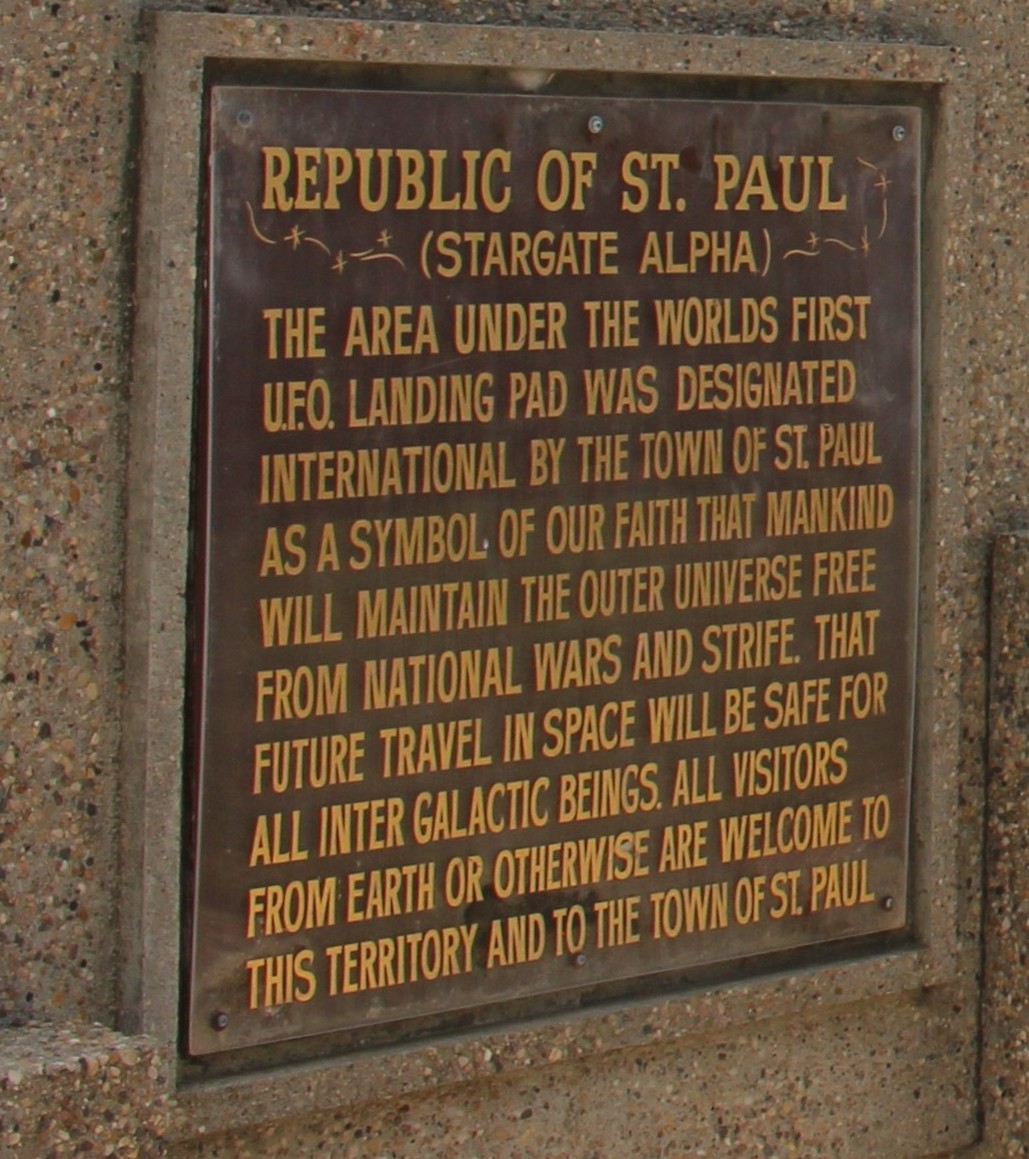 REPUBLIC OF ST. PAUL
(STARGATE ALPHA)
THE AREA UNDER THE WORLDS FIRST
U.F.O. LANDING PAD WAS DESIGNATED
INTERNATIONAL BY THE TOWN OF ST. PAUL
AS A SYMBOL OF OUR FAITH THAT MANKIND
WILL MAINTAIN THE OUTER UNIVERSE FREE
FROM NATIONAL WARS AND STRIFE. THAT
FUTURE TRAVEL IN SPACE WILL BE SAFE FOR
ALL INTER GALACTIC BEINGS. ALL VISITORS
FROM EARTH OR OTHERWISE ARE WELCOME TO
THIS TERRITORY AND TO THE TOWN OF ST. PAUL